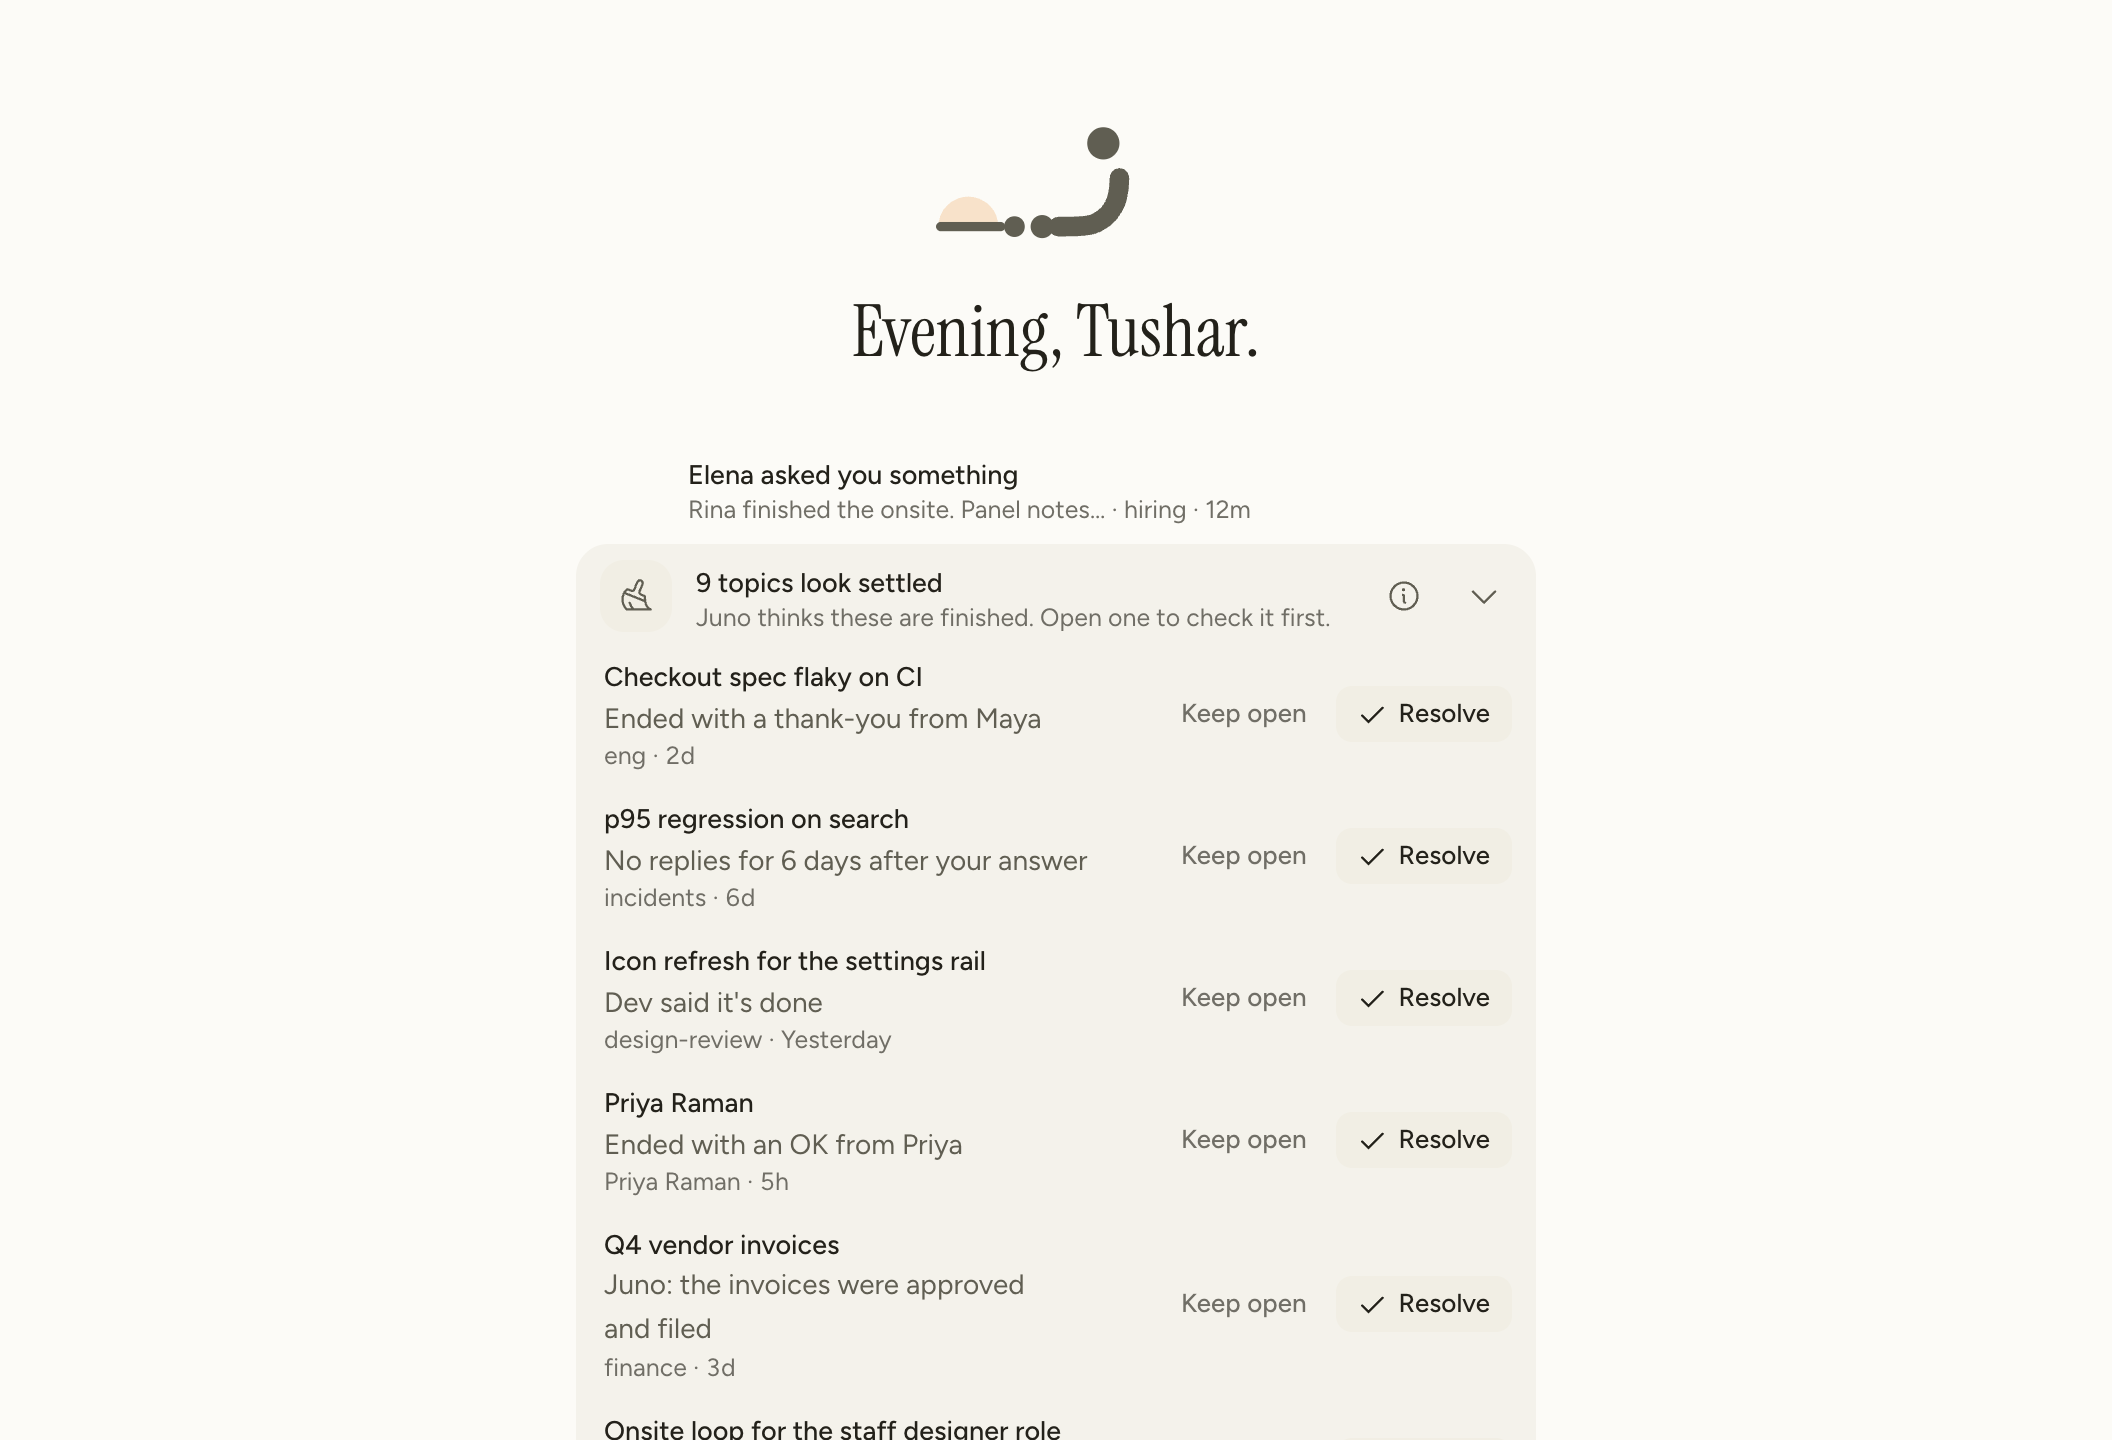 Evening, Tushar.
Elena asked you something
Rina finished the onsite. Panel notes... · hiring · 12m
9 topics look settled
Juno thinks these are finished. Open one to check it first.
Checkout spec flaky on CI
Ended with a thank-you from Maya
eng · 2d
Keep open
Resolve
p95 regression on search
No replies for 6 days after your answer
incidents · 6d
Keep open
Resolve
Icon refresh for the settings rail
Dev said it's done
design-review · Yesterday
Keep open
Resolve
Priya Raman
Ended with an OK from Priya
Priya Raman · 5h
Keep open
Resolve
Q4 vendor invoices
Juno: the invoices were approved
and filed
finance · 3d
Keep open
Resolve
Onsite loop for the staff designer role